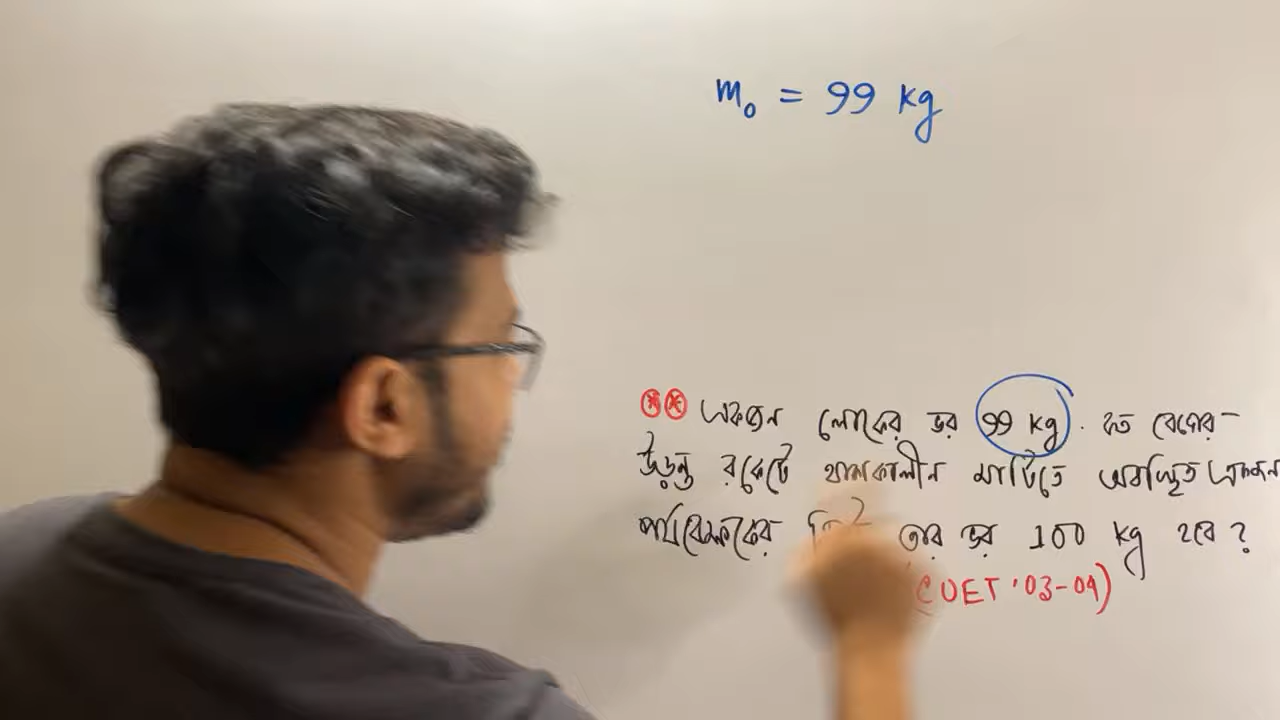 m₀ = 99 kg
একজন লোকের ভর 99 kg. কত বেগের-
উড়ন্ত রকেটে থাকাকালীন মাটিতে অবস্থিত একজন
পর্যবেক্ষকের তার ভর 100 kg হবে ?
(CUET '03-04)